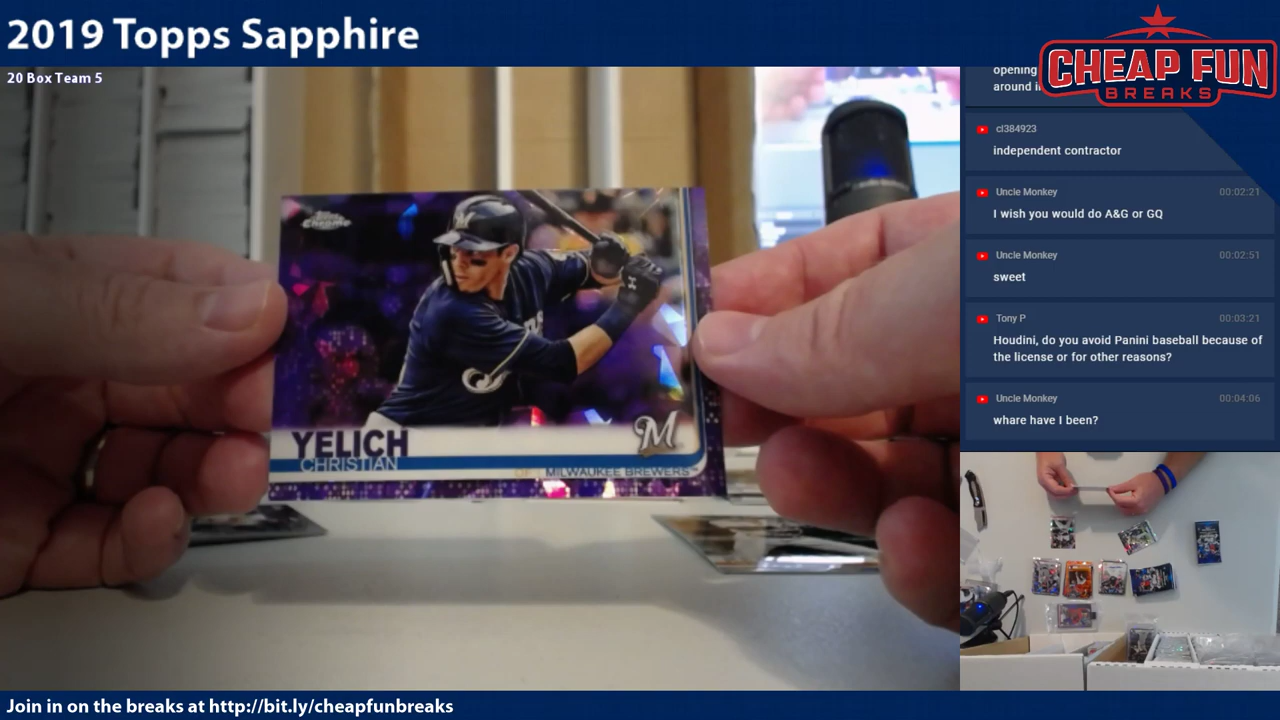 2019 Topps Sapphire
20 Box Team 5
CHEAP FUN
BREAKS
opening
cl384923
independent contractor
Uncle Monkey 00:02:21
I wish you would do A&G or GQ
Uncle Monkey 00:02:51
sweet
Tony P 00:03:21
Houdini, do you avoid Panini baseball because of
the license or for other reasons?
Uncle Monkey 00:04:06
whare have I been?
Topps
Chrome
M
YELICH
CHRISTIAN
M
OF MILWAUKEE BREWERS
Join in on the breaks at http://bit.ly/cheapfunbreaks